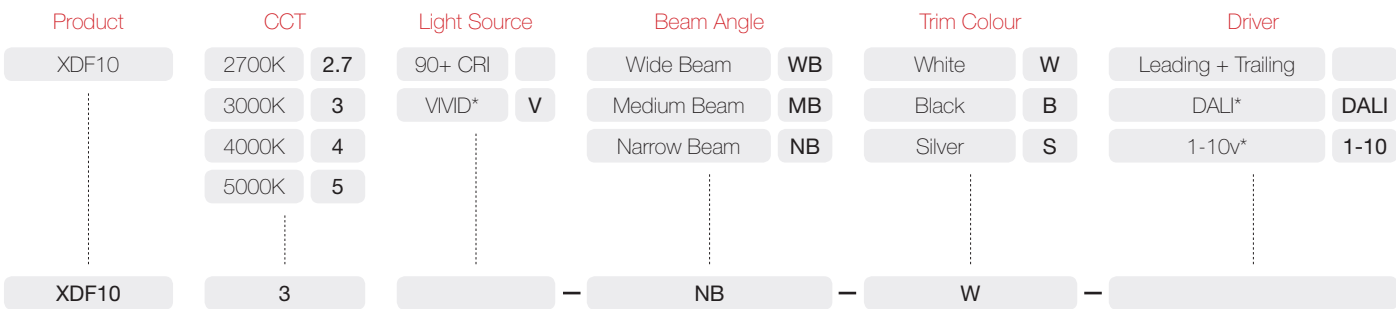 Product CCT Light Source Beam Angle Trim Colour Driver
XDF10 2700K 2.7 90+ CRI Wide Beam WB White W Leading + Trailing
3000K 3 VIVID* V Medium Beam MB Black B DALI* DALI
4000K 4 Narrow Beam NB Silver S 1-10v* 1-10
5000K 5
XDF10 3 – NB – W –